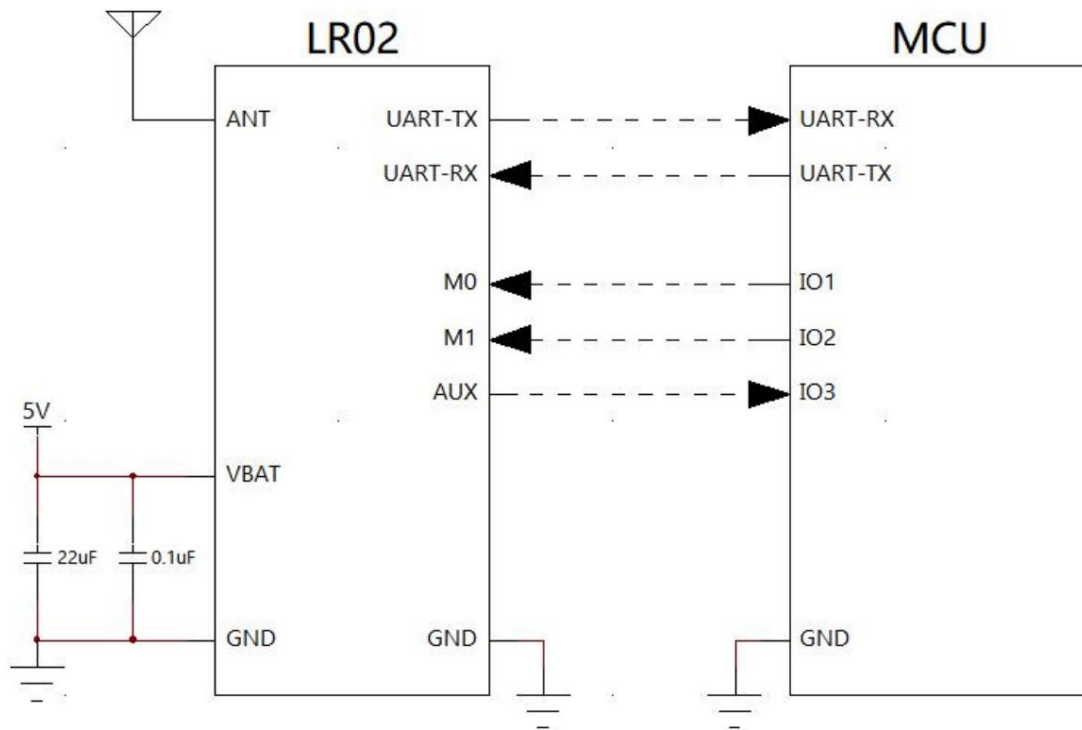 LR02
MCU
ANT
UART-TX
UART-RX
UART-RX
UART-TX
M0
IO1
M1
IO2
AUX
IO3
5V
VBAT
22uF
0.1uF
GND
GND
GND